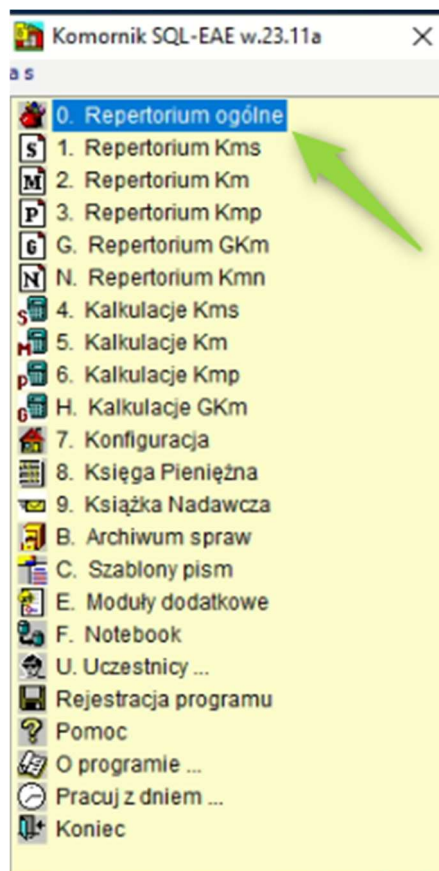 Komornik SQL-EAE w.23.11a
a s
0. Repertorium ogólne
S 1. Repertorium Kms
M 2. Repertorium Km
P 3. Repertorium Kmp
G G. Repertorium GKm
N N. Repertorium Kmn
S 4. Kalkulacje Kms
M 5. Kalkulacje Km
P 6. Kalkulacje Kmp
G H. Kalkulacje GKm
7. Konfiguracja
8. Księga Pieniężna
9. Książka Nadawcza
B. Archiwum spraw
C. Szablony pism
E. Moduły dodatkowe
F. Notebook
U. Uczestnicy ...
Rejestracja programu
Pomoc
O programie ...
Pracuj z dniem ...
Koniec